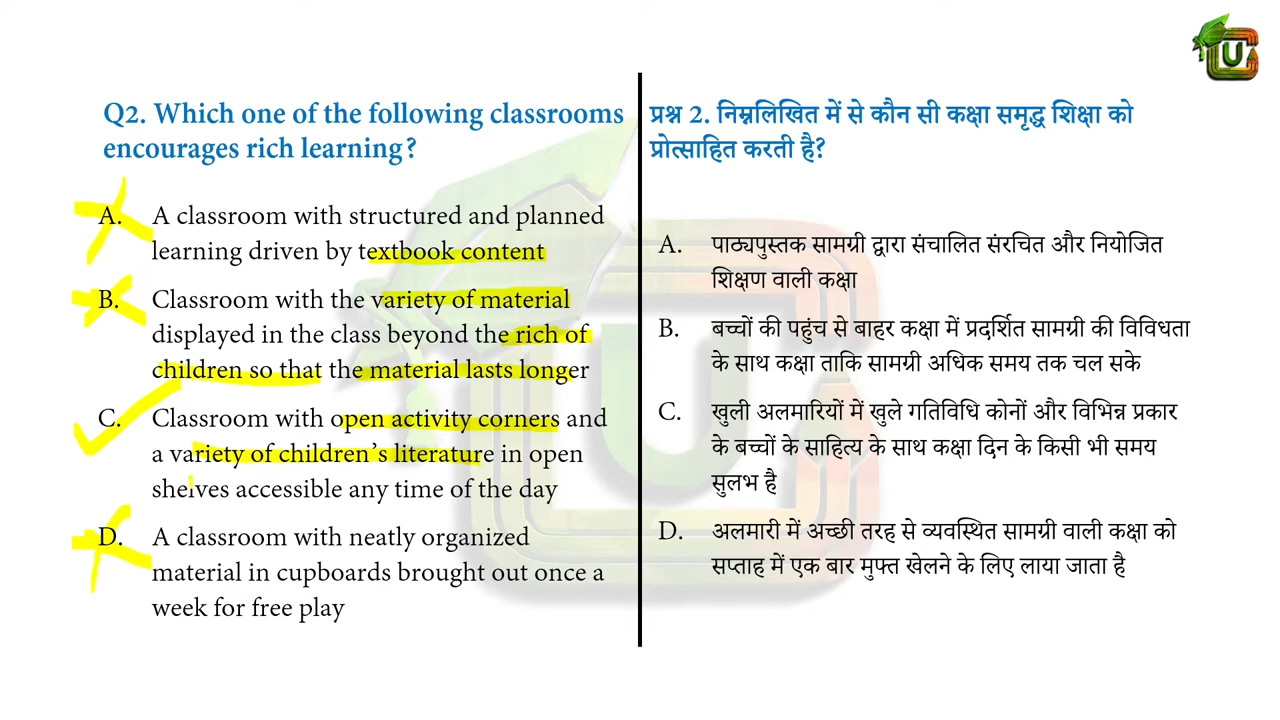 U
Q2. Which one of the following classrooms
encourages rich learning?
A. A classroom with structured and planned
learning driven by textbook content
B. Classroom with the variety of material
displayed in the class beyond the rich of
children so that the material lasts longer
C. Classroom with open activity corners and
a variety of children's literature in open
shelves accessible any time of the day
D. A classroom with neatly organized
material in cupboards brought out once a
week for free play
प्रश्न 2. निम्नलिखित में से कौन सी कक्षा समृद्ध शिक्षा को
प्रोत्साहित करती है?
A. पाठ्यपुस्तक सामग्री द्वारा संचालित संरचित और नियोजित
शिक्षण वाली कक्षा
B. बच्चों की पहुंच से बाहर कक्षा में प्रदर्शित सामग्री की विविधता
के साथ कक्षा ताकि सामग्री अधिक समय तक चल सके
C. खुली अलमारियों में खुले गतिविधि कोनों और विभिन्न प्रकार
के बच्चों के साहित्य के साथ कक्षा दिन के किसी भी समय
सुलभ है
D. अलमारी में अच्छी तरह से व्यवस्थित सामग्री वाली कक्षा को
सप्ताह में एक बार मुफ्त खेलने के लिए लाया जाता है